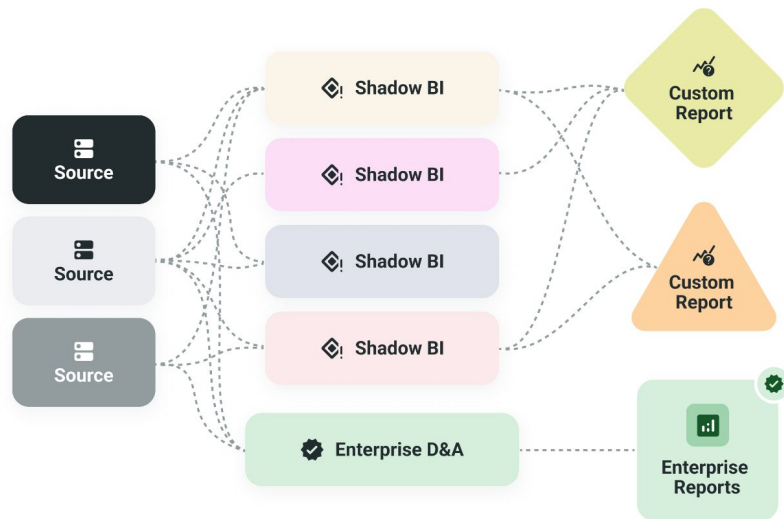 Source
Source
Source
Shadow BI
Shadow BI
Shadow BI
Shadow BI
Enterprise D&A
Custom
Report
Custom
Report
Enterprise
Reports